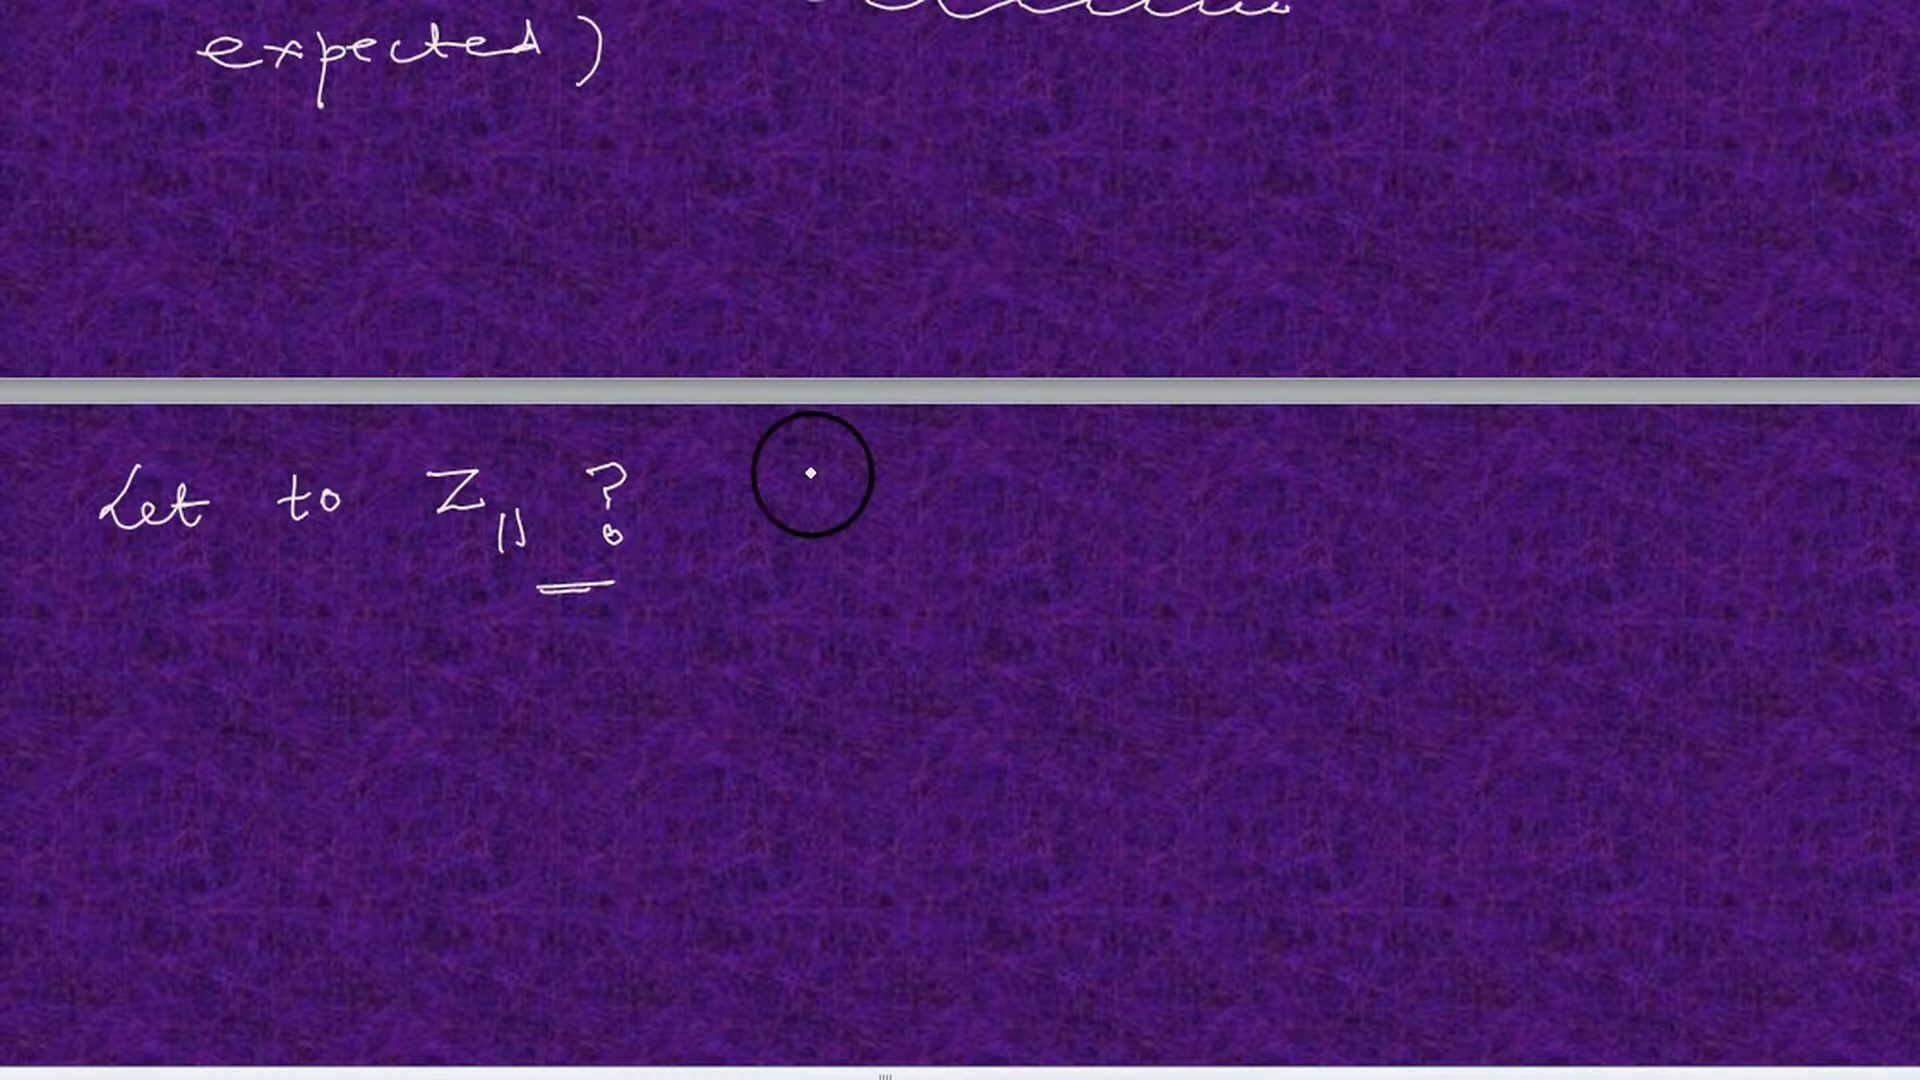 expected)
Let to Z₁₁ ?